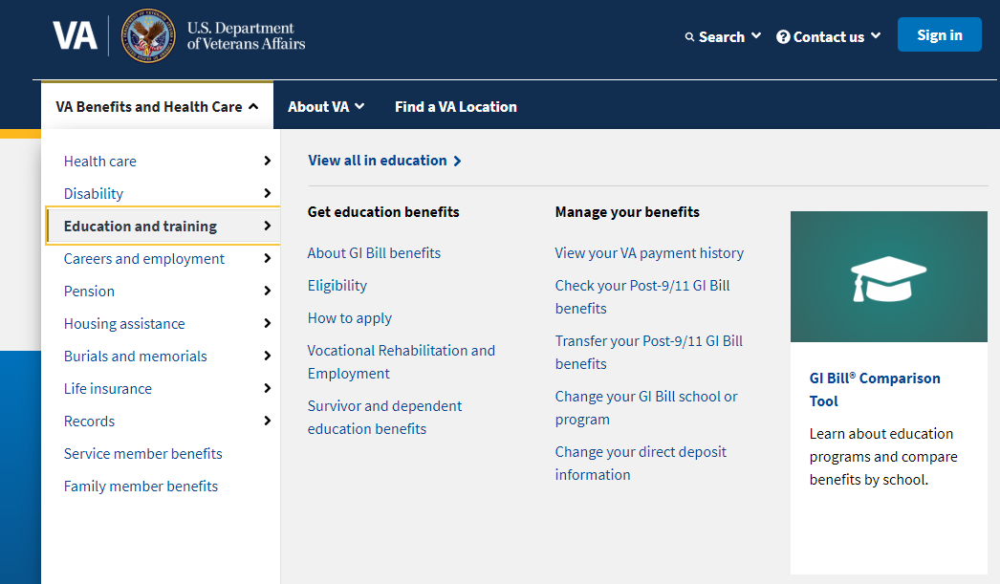 VA
U.S. Department
of Veterans Affairs
Search
Contact us
Sign in
VA Benefits and Health Care
About VA
Find a VA Location
Health care
Disability
Education and training
Careers and employment
Pension
Housing assistance
Burials and memorials
Life insurance
Records
Service member benefits
Family member benefits
View all in education
Get education benefits
About GI Bill benefits
Eligibility
How to apply
Vocational Rehabilitation and
Employment
Survivor and dependent
education benefits
Manage your benefits
View your VA payment history
Check your Post-9/11 GI Bill
benefits
Transfer your Post-9/11 GI Bill
benefits
Change your GI Bill school or
program
Change your direct deposit
information
GI Bill® Comparison
Tool
Learn about education
programs and compare
benefits by school.